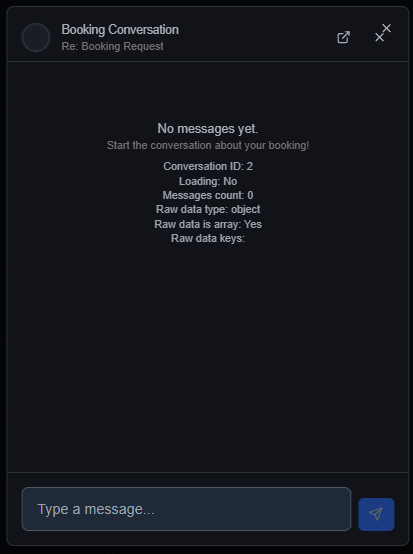 Booking Conversation
Re: Booking Request
No messages yet.
Start the conversation about your booking!
Conversation ID: 2
Loading: No
Messages count: 0
Raw data type: object
Raw data is array: Yes
Raw data keys:
Type a message...